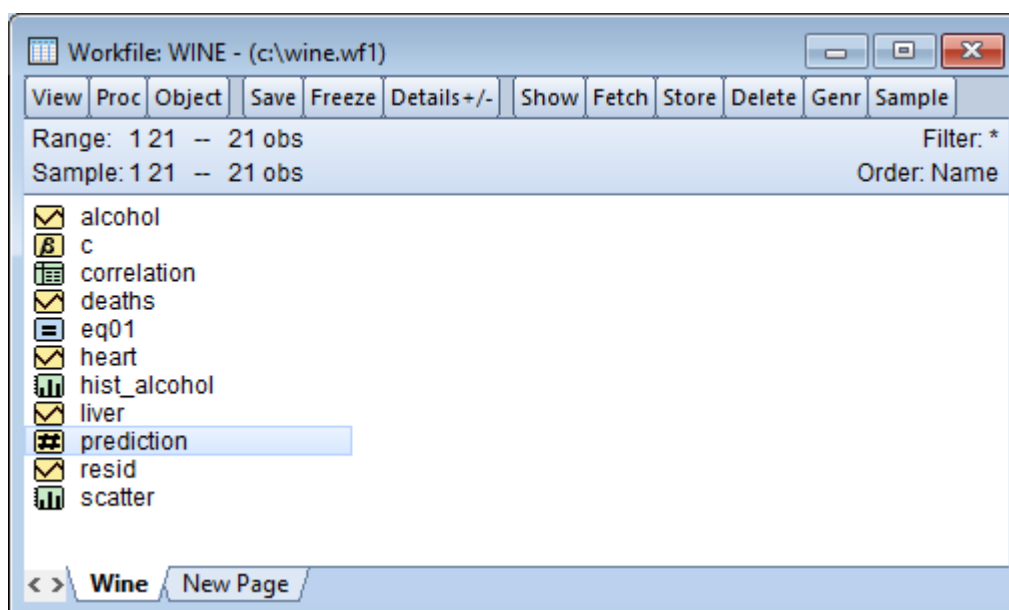 Workfile: WINE - (c:\wine.wf1)
View Proc Object Save Freeze Details+/- Show Fetch Store Delete Genr Sample
Range: 1 21 -- 21 obs Filter: *
Sample: 1 21 -- 21 obs Order: Name
alcohol
β c
correlation
deaths
= eq01
heart
hist_alcohol
liver
# prediction
resid
scatter
< > Wine New Page